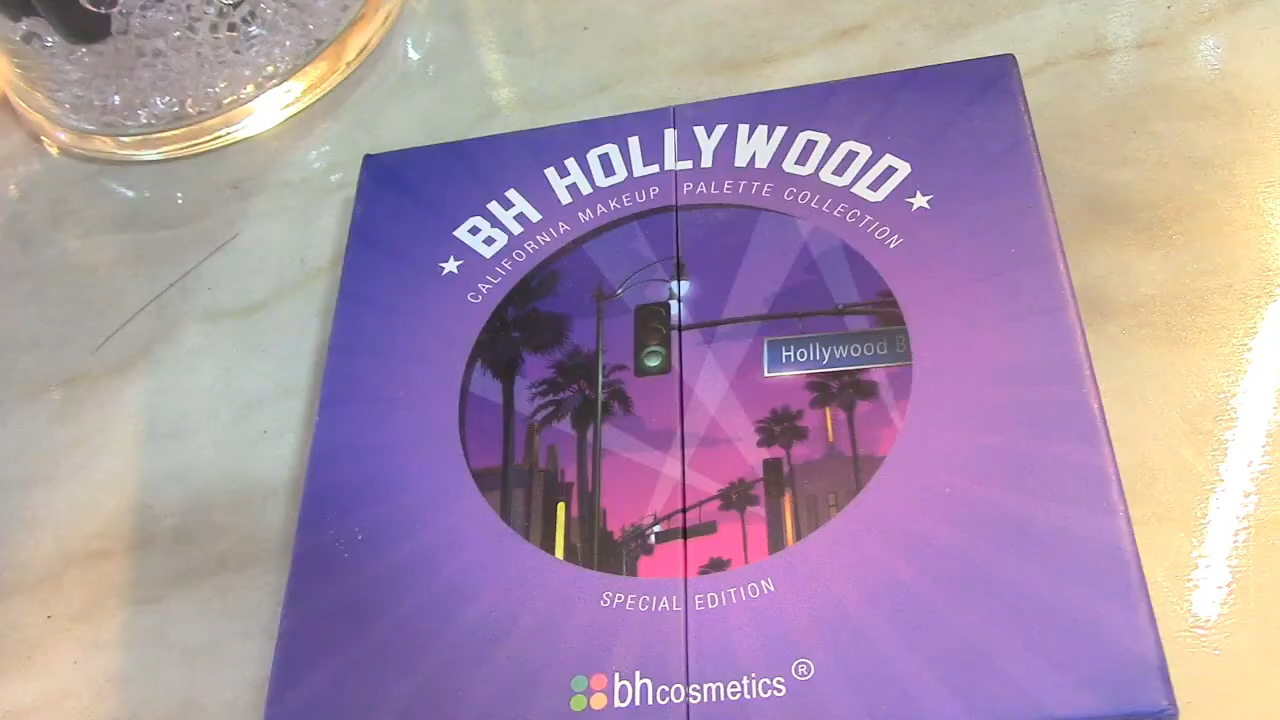 BH HOLLYWOOD
CALIFORNIA MAKEUP PALETTE COLLECTION
Hollywood B
SPECIAL EDITION
bhcosmetics®